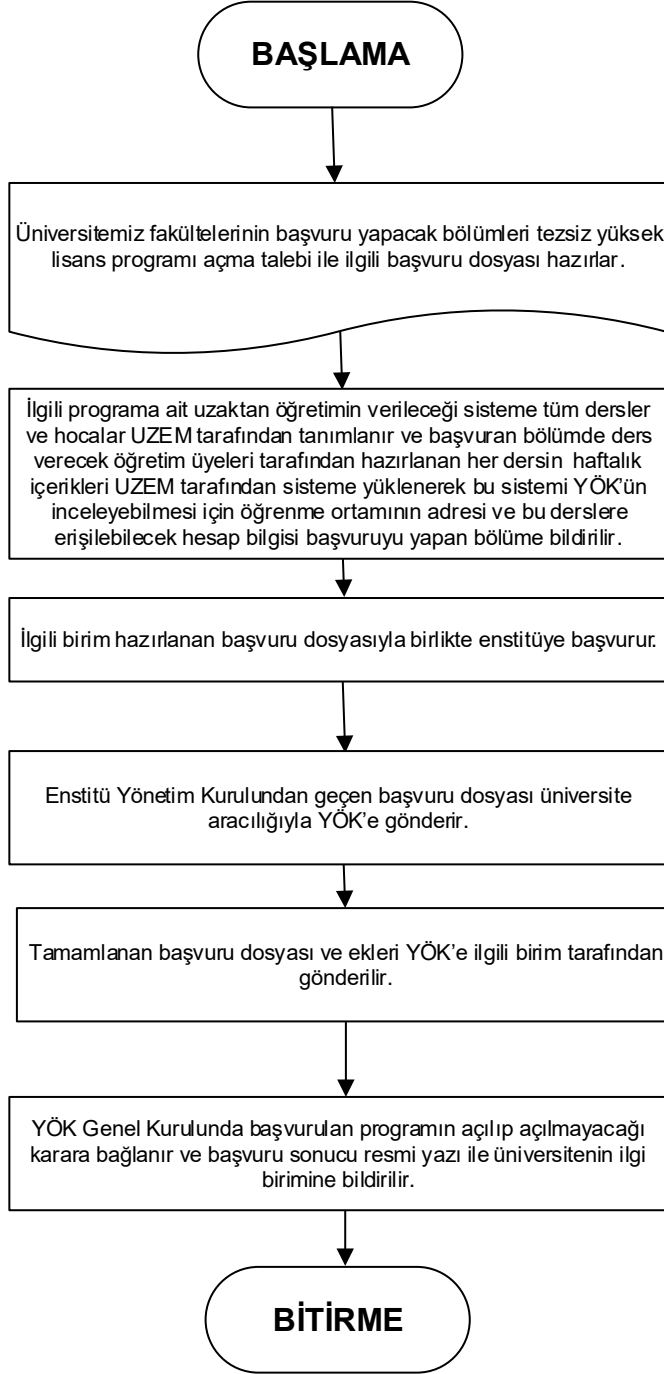 BAŞLAMA
Üniversitemiz fakültelerinin başvuru yapacak bölümleri tezsiz yüksek
lisans programı açma talebi ile ilgili başvuru dosyası hazırlar.
İlgili programa ait uzaktan öğretimin verileceği sisteme tüm dersler
ve hocalar UZEM tarafından tanımlanır ve başvuran bölümde ders
verecek öğretim üyeleri tarafından hazırlanan her dersin haftalık
içerikleri UZEM tarafından sisteme yüklenerek bu sistemi YÖK'ün
inceleyebilmesi için öğrenme ortamının adresi ve bu derslere
erişilebilecek hesap bilgisi başvuruyu yapan bölüme bildirilir.
İlgili birim hazırlanan başvuru dosyasıyla birlikte enstitüye başvurur.
Enstitü Yönetim Kurulundan geçen başvuru dosyası üniversite
aracılığıyla YÖK'e gönderir.
Tamamlanan başvuru dosyası ve ekleri YÖK'e ilgili birim tarafından
gönderilir.
YÖK Genel Kurulunda başvurulan programın açılıp açılmayacağı
karara bağlanır ve başvuru sonucu resmi yazı ile üniversitenin ilgi
birimine bildirilir.
BİTİRME